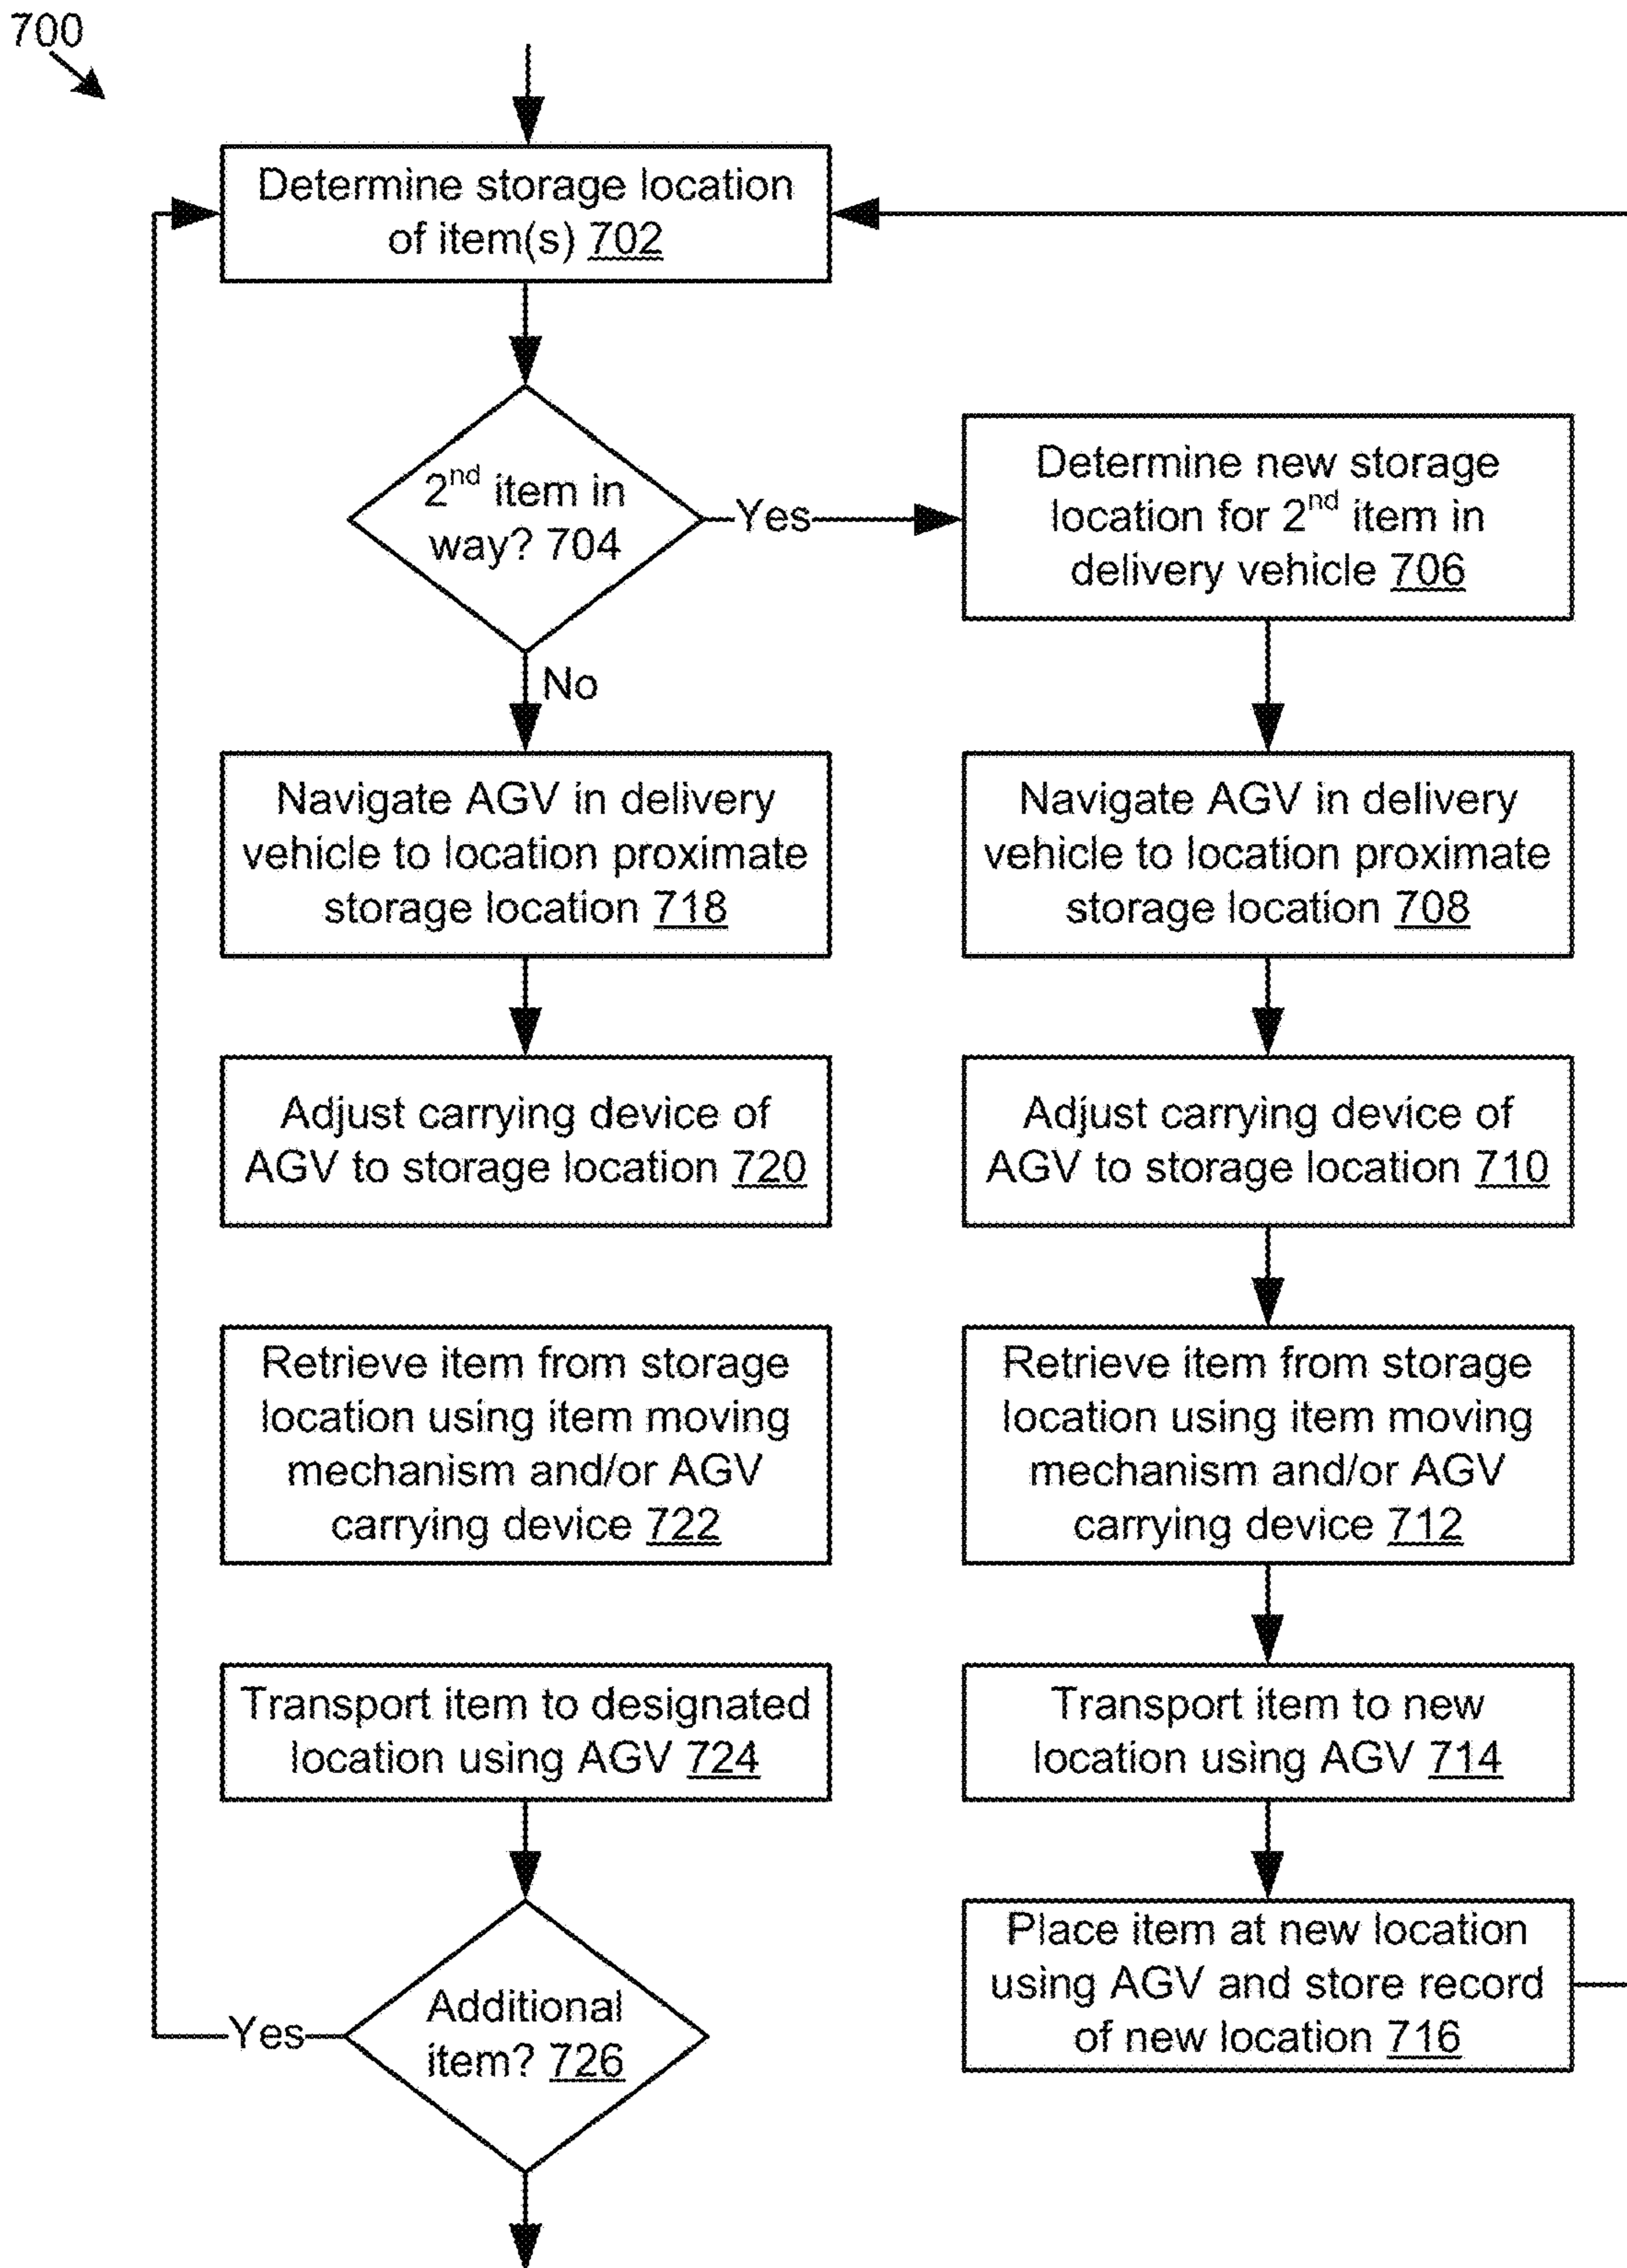 700
Determine storage location
of item(s) 702
2nd item in
way? 704
Yes
Determine new storage
location for 2nd item in
delivery vehicle 706
No
Navigate AGV in delivery
vehicle to location proximate
storage location 718
Navigate AGV in delivery
vehicle to location proximate
storage location 708
Adjust carrying device of
AGV to storage location 720
Adjust carrying device of
AGV to storage location 710
Retrieve item from storage
location using item moving
mechanism and/or AGV
carrying device 722
Retrieve item from storage
location using item moving
mechanism and/or AGV
carrying device 712
Transport item to designated
location using AGV 724
Transport item to new
location using AGV 714
Yes
Additional
item? 726
Place item at new location
using AGV and store record
of new location 716